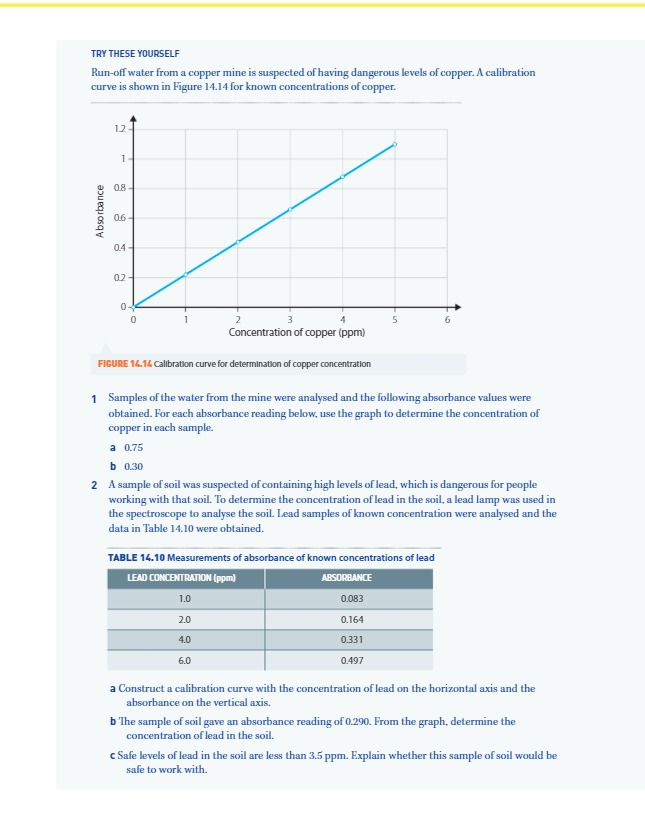 TRY THESE YOURSELF
Run-off water from a copper mine is suspected of having dangerous levels of copper. A calibration
curve is shown in Figure 14.14 for known concentrations of copper.
1.2
1
0.8
0.6
0.4
0.2
0
Absorbance
0 1 2 3 4 5 6
Concentration of copper (ppm)
FIGURE 14.14 Calibration curve for determination of copper concentration
1 Samples of the water from the mine were analysed and the following absorbance values were
obtained. For each absorbance reading below, use the graph to determine the concentration of
copper in each sample.
a 0.75
b 0.30
2 A sample of soil was suspected of containing high levels of lead, which is dangerous for people
working with that soil. To determine the concentration of lead in the soil, a lead lamp was used in
the spectroscope to analyse the soil. Lead samples of known concentration were analysed and the
data in Table 14.10 were obtained.
TABLE 14.10 Measurements of absorbance of known concentrations of lead
LEAD CONCENTRATION (ppm) ABSORBANCE
1.0 0.083
2.0 0.164
4.0 0.331
6.0 0.497
a Construct a calibration curve with the concentration of lead on the horizontal axis and the
absorbance on the vertical axis.
b The sample of soil gave an absorbance reading of 0.290. From the graph, determine the
concentration of lead in the soil.
c Safe levels of lead in the soil are less than 3.5 ppm. Explain whether this sample of soil would be
safe to work with.